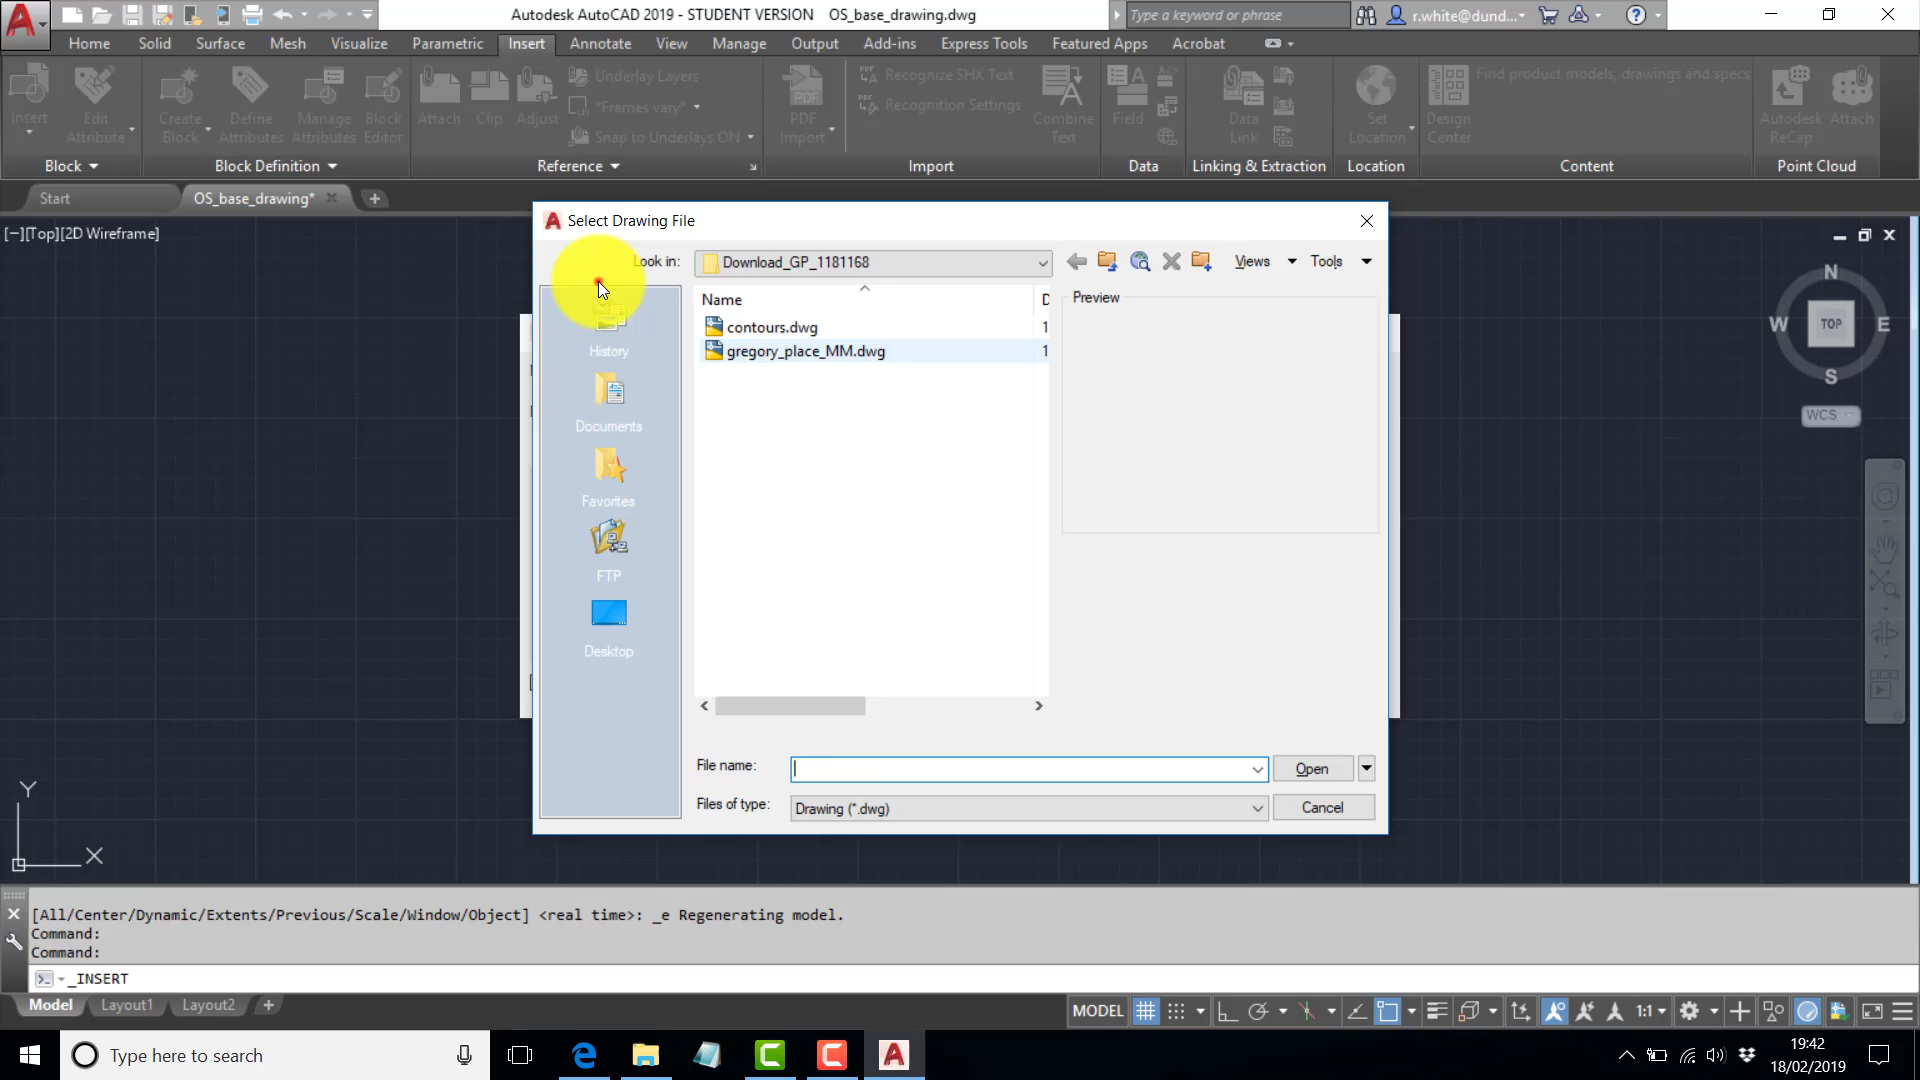 Autodesk AutoCAD 2019 - STUDENT VERSION    OS_base_drawing.dwg
Type a keyword or phrase
r.white@dund...
Home Solid Surface Mesh Visualize Parametric Insert Annotate View Manage Output Add-ins Express Tools Featured Apps Acrobat
Insert
Edit
Attribute
Create
Block
Define
Attributes
Manage
Attributes
Block
Editor
Attach
Clip
Adjust
Underlay Layers
*Frames vary*
Snap to Underlays ON
PDF
Import
Recognize SHX Text
Recognition Settings
Combine
Text
Field
Data
Link
Set
Location
Design
Center
Find product models, drawings and specs
Autodesk
ReCap
Attach
Block
Block Definition
Reference
Import
Data
Linking & Extraction
Location
Content
Point Cloud
Start
OS_base_drawing*
[−][Top][2D Wireframe]
Select Drawing File
Look in:
Download_GP_1181168
Views
Tools
Name
D
contours.dwg
1
gregory_place_MM.dwg
1
Preview
History
Documents
Favorites
FTP
Desktop
File name:
Open
Files of type:
Drawing (*.dwg)
Cancel
N
W
TOP
E
S
WCS
Y
X
[All/Center/Dynamic/Extents/Previous/Scale/Window/Object] <real time>: _e Regenerating model.
Command:
Command:
_INSERT
Model
Layout1
Layout2
MODEL
1:1
Type here to search
19:42
18/02/2019